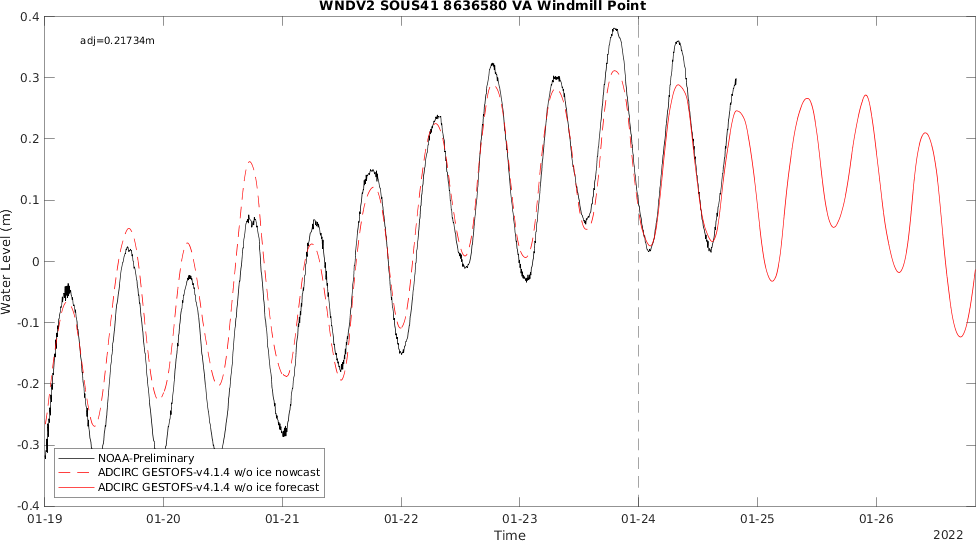 WNDV2 SOUS41 8636580 VA Windmill Point
adj=0.21734m
0.4
0.3
0.2
0.1
0
-0.1
-0.2
-0.3
-0.4
Water Level (m)
NOAA-Preliminary
ADCIRC GESTOFS-v4.1.4 w/o ice nowcast
ADCIRC GESTOFS-v4.1.4 w/o ice forecast
01-19 01-20 01-21 01-22 01-23 01-24 01-25 01-26
Time
2022